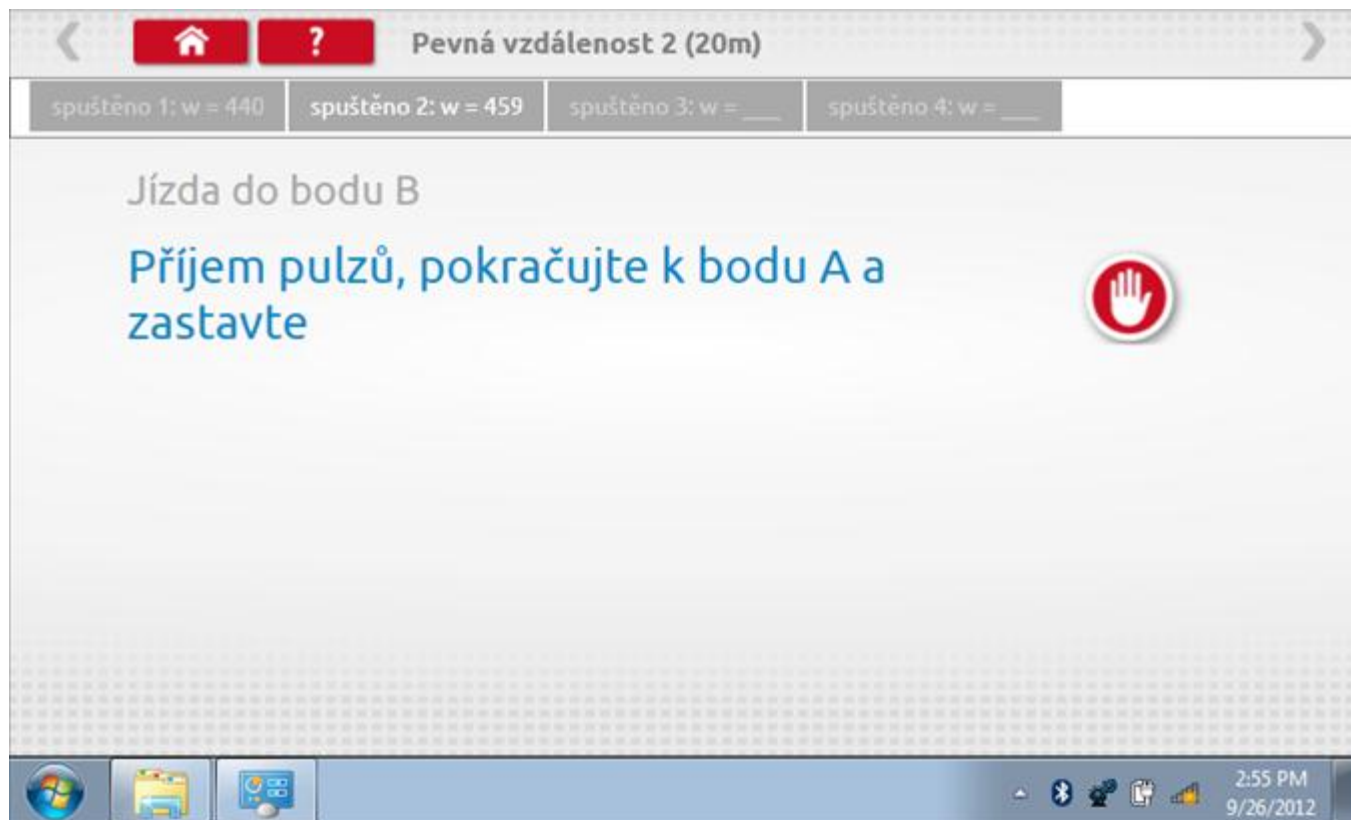 ? Pevná vzdálenost 2 (20m)
spuštěno 1: w = 440 spuštěno 2: w = 459 spuštěno 3: w = ___ spuštěno 4: w = ___
Jízda do bodu B
Příjem pulzů, pokračujte k bodu A a
zastavte
2:55 PM
9/26/2012